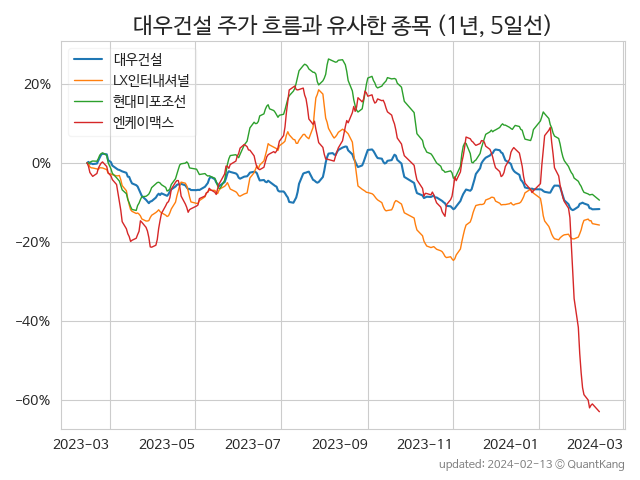 대우건설 주가 흐름과 유사한 종목 (1년, 5일선)
대우건설
LX인터내셔널
현대미포조선
엔케이맥스
20%
0%
−20%
−40%
−60%
2023-03 2023-05 2023-07 2023-09 2023-11 2024-01 2024-03
updated: 2024-02-13 © QuantKang